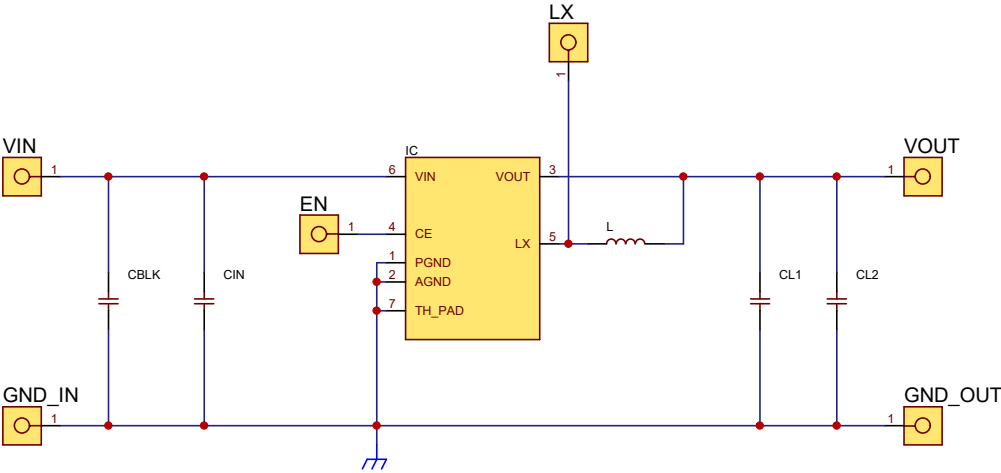 LX
1
VIN
1
IC
6 VIN
VOUT 3
VOUT
1
EN
1
4 CE
LX 5
L
1 PGND
2 AGND
7 TH_PAD
CBLK
CIN
CL1
CL2
GND_IN
1
GND_OUT
1